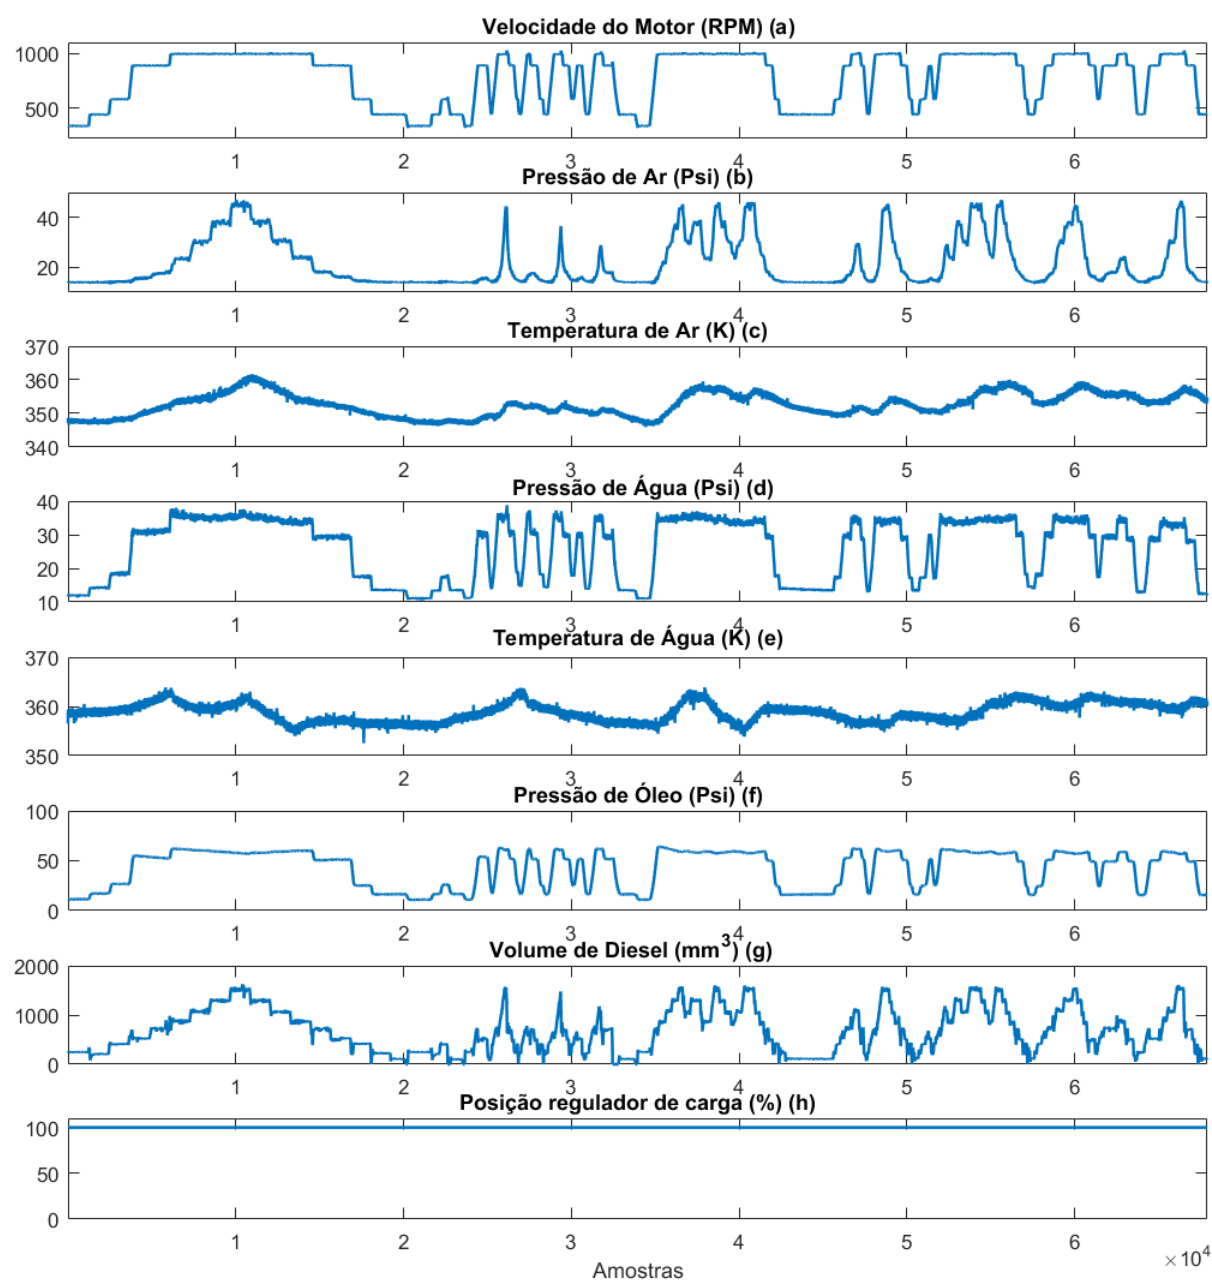 Velocidade do Motor (RPM) (a)
1000
500
1 2 3 4 5 6
Pressão de Ar (Psi) (b)
40
20
1 2 3 4 5 6
Temperatura de Ar (K) (c)
370
360
350
340
1 2 3 4 5 6
Pressão de Água (Psi) (d)
40
30
20
10
1 2 3 4 5 6
Temperatura de Água (K) (e)
370
360
350
1 2 3 4 5 6
Pressão de Óleo (Psi) (f)
100
50
0
1 2 3 4 5 6
Volume de Diesel (mm³) (g)
2000
1000
0
1 2 3 4 5 6
Posição regulador de carga (%) (h)
100
50
0
1 2 3 4 5 6
×10⁴
Amostras